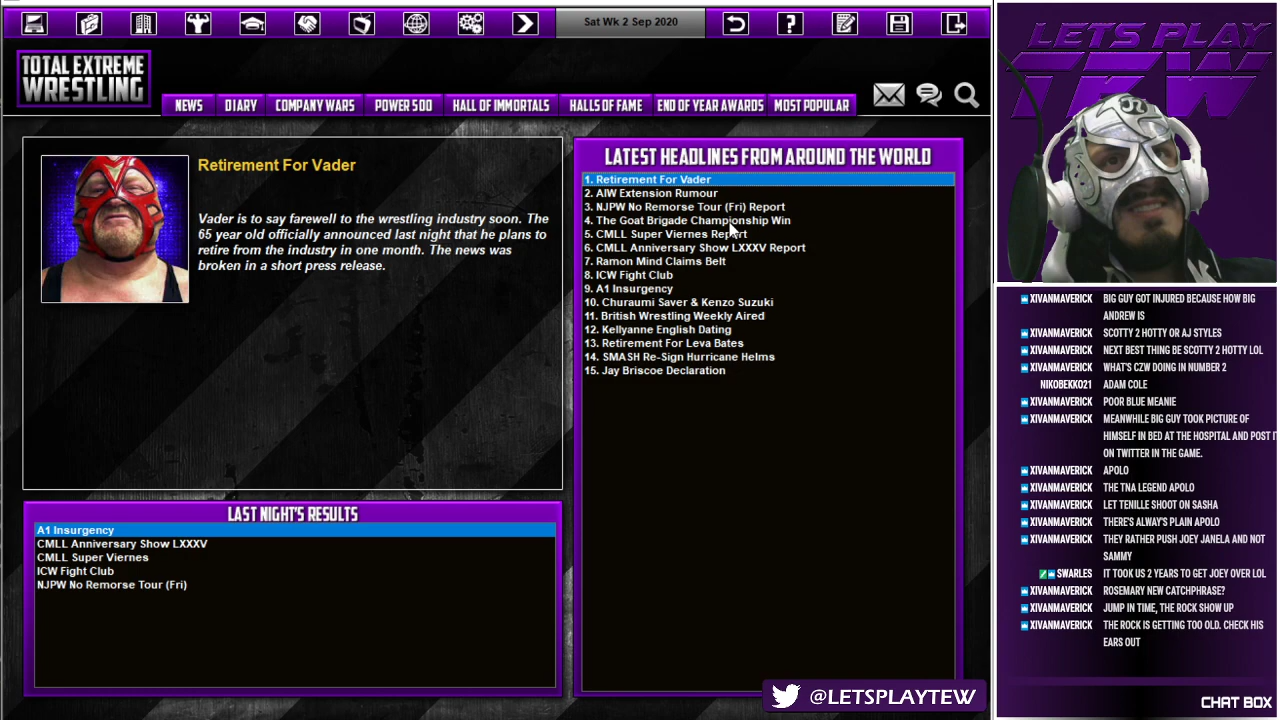 Sat Wk 2 Sep 2020
LETS PLAY
TEW
TOTAL EXTREME
WRESTLING
NEWS
DIARY
COMPANY WARS
POWER 500
HALL OF IMMORTALS
HALLS OF FAME
END OF YEAR AWARDS
MOST POPULAR
Retirement For Vader
Vader is to say farewell to the wrestling industry soon. The
65 year old officially announced last night that he plans to
retire from the industry in one month. The news was
broken in a short press release.
LATEST HEADLINES FROM AROUND THE WORLD
1. Retirement For Vader
2. AIW Extension Rumour
3. NJPW No Remorse Tour (Fri) Report
4. The Goat Brigade Championship Win
5. CMLL Super Viernes Report
6. CMLL Anniversary Show LXXXV Report
7. Ramon Mind Claims Belt
8. ICW Fight Club
9. A1 Insurgency
10. Churaumi Saver & Kenzo Suzuki
11. British Wrestling Weekly Aired
12. Kellyanne English Dating
13. Retirement For Leva Bates
14. SMASH Re-Sign Hurricane Helms
15. Jay Briscoe Declaration
LAST NIGHT'S RESULTS
A1 Insurgency
CMLL Anniversary Show LXXXV
CMLL Super Viernes
ICW Fight Club
NJPW No Remorse Tour (Fri)
@LETSPLAYTEW
XIVANMAVERICK BIG GUY GOT INJURED BECAUSE HOW BIG
ANDREW IS
XIVANMAVERICK SCOTTY 2 HOTTY OR AJ STYLES
XIVANMAVERICK NEXT BEST THING BE SCOTTY 2 HOTTY LOL
XIVANMAVERICK WHAT'S CZW DOING IN NUMBER 2
NIKOBEKKO21 ADAM COLE
XIVANMAVERICK POOR BLUE MEANIE
XIVANMAVERICK MEANWHILE BIG GUY TOOK PICTURE OF
HIMSELF IN BED AT THE HOSPITAL AND POST IT
ON TWITTER IN THE GAME.
XIVANMAVERICK APOLO
XIVANMAVERICK THE TNA LEGEND APOLO
XIVANMAVERICK LET TENILLE SHOOT ON SASHA
XIVANMAVERICK THERE'S ALWAY'S PLAIN APOLO
XIVANMAVERICK THEY RATHER PUSH JOEY JANELA AND NOT
SAMMY
SWARLES IT TOOK US 2 YEARS TO GET JOEY OVER LOL
XIVANMAVERICK ROSEMARY NEW CATCHPHRASE?
XIVANMAVERICK JUMP IN TIME, THE ROCK SHOW UP
XIVANMAVERICK THE ROCK IS GETTING TOO OLD. CHECK HIS
EARS OUT
CHAT BOX